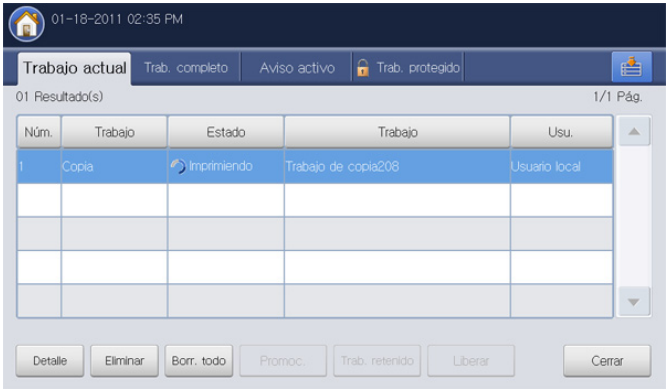 01-18-2011 02:35 PM
Trabajo actual Trab. completo Aviso activo Trab. protegido
01 Resultado(s) 1/1 Pág.
Núm. Trabajo Estado Trabajo Usu.
1 Copia Imprimiendo Trabajo de copia208 Usuario local
Detalle Eliminar Borr. todo Promoc. Trab. retenido Liberar Cerrar